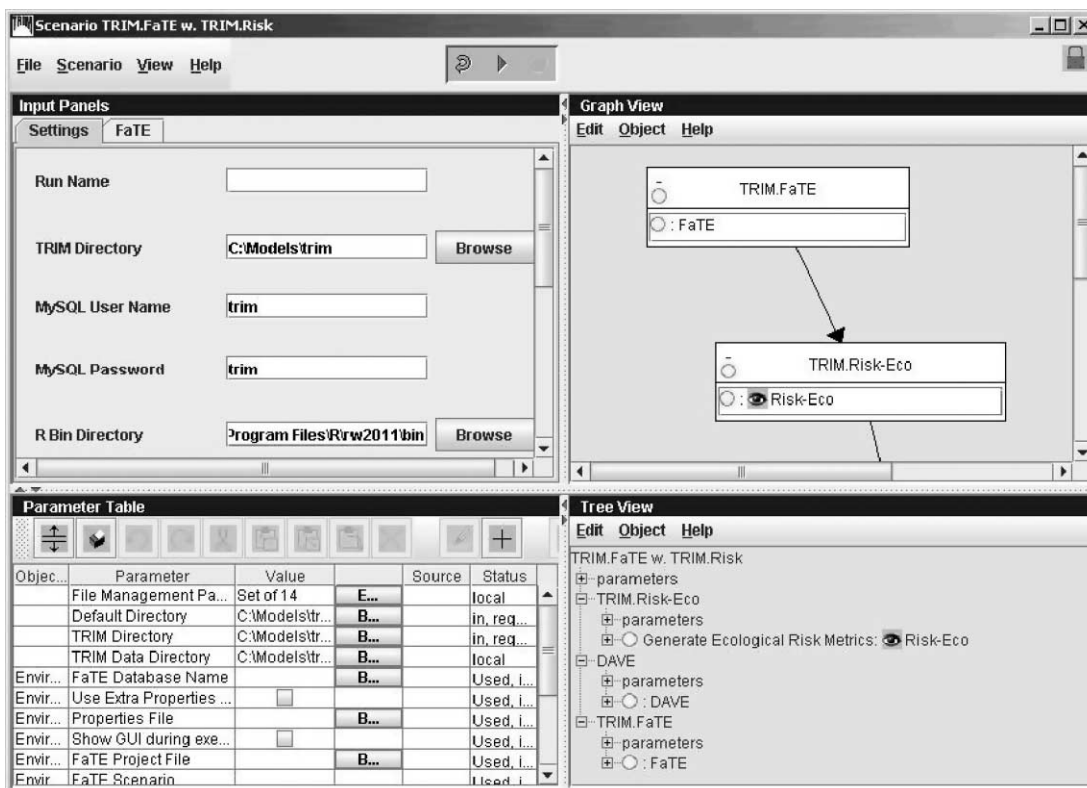 Scenario TRIM.FaTE w. TRIM.Risk
File Scenario View Help
Input Panels
Settings FaTE
Run Name
TRIM Directory C:\Models\trim Browse
MySQL User Name trim
MySQL Password trim
R Bin Directory Program Files\R\rw2011\bin Browse
Graph View
Edit Object Help
TRIM.FaTE
: FaTE
TRIM.Risk-Eco
: Risk-Eco
Parameter Table
Objec... Parameter Value Source Status
File Management Pa... Set of 14 E... local
Default Directory C:\Models\tr... B... in, req...
TRIM Directory C:\Models\tr... B... in, req...
TRIM Data Directory C:\Models\tr... B... local
Envir... FaTE Database Name B... Used, i...
Envir... Use Extra Properties ... Used, i...
Envir... Properties File B... Used, i...
Envir... Show GUI during exe... Used, i...
Envir... FaTE Project File B... Used, i...
Envir... FaTE Scenario Used, i...
Tree View
Edit Object Help
TRIM.FaTE w. TRIM.Risk
parameters
TRIM.Risk-Eco
parameters
Generate Ecological Risk Metrics: Risk-Eco
DAVE
parameters
: DAVE
TRIM.FaTE
parameters
: FaTE